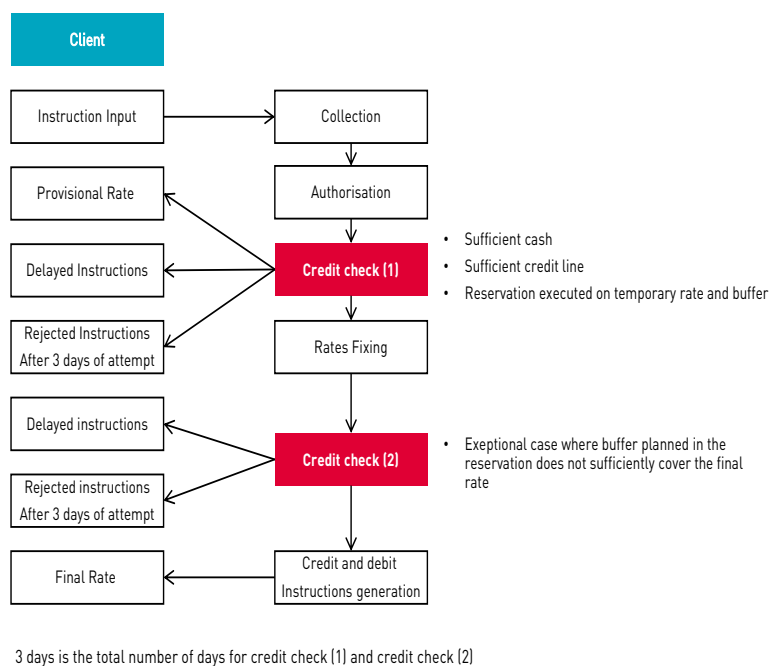 Client
Instruction Input
Collection
Provisional Rate
Authorisation
Delayed Instructions
Credit check (1)
• Sufficient cash
• Sufficient credit line
• Reservation executed on temporary rate and buffer
Rejected Instructions
After 3 days of attempt
Rates Fixing
Delayed instructions
Credit check (2)
• Exeptional case where buffer planned in the
reservation does not sufficiently cover the final
rate
Rejected instructions
After 3 days of attempt
Final Rate
Credit and debit
Instructions generation
3 days is the total number of days for credit check (1) and credit check (2)